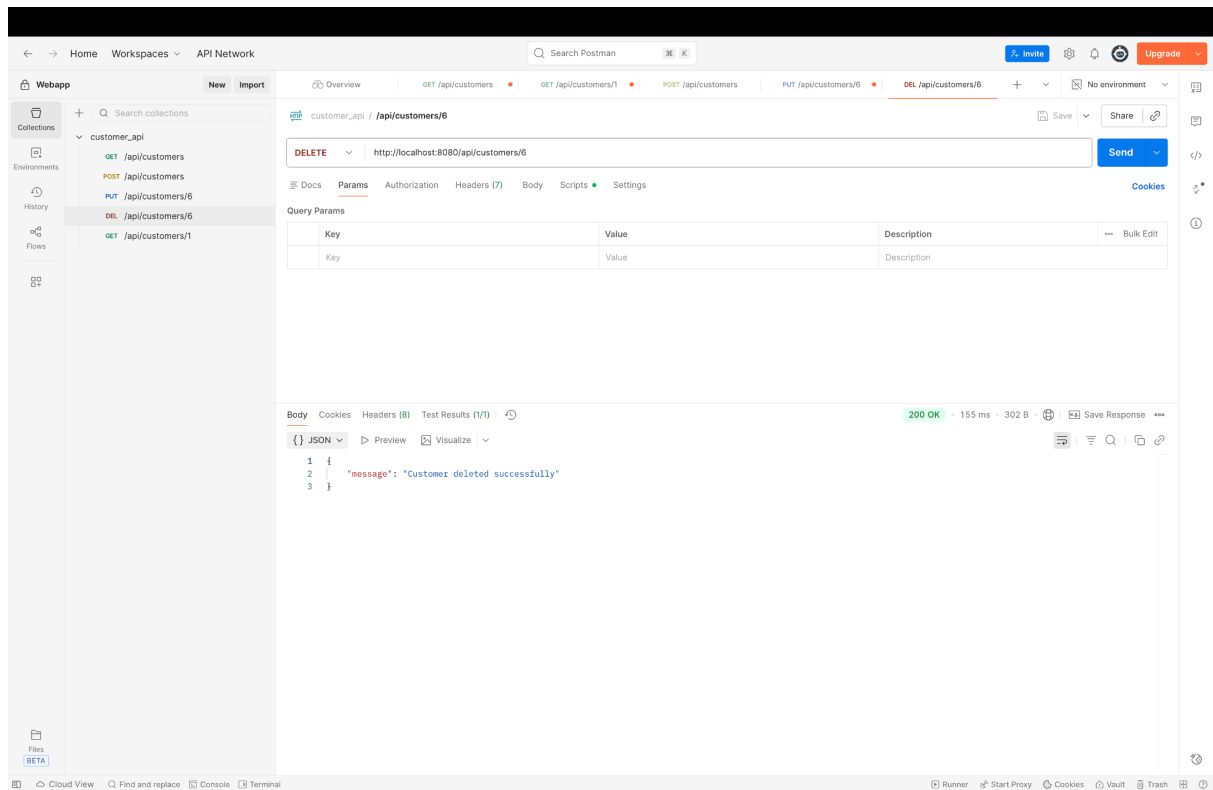 Home Workspaces API Network Search Postman ⌘ K Invite Upgrade
Webapp New Import Overview GET /api/customers GET /api/customers/1 POST /api/customers PUT /api/customers/6 DEL /api/customers/6 No environment
Collections
Environments
History
Flows
Search collections
customer_api
GET /api/customers
POST /api/customers
PUT /api/customers/6
DEL /api/customers/6
GET /api/customers/1
HTTP customer_api / /api/customers/6 Save Share
DELETE http://localhost:8080/api/customers/6 Send
Docs Params Authorization Headers (7) Body Scripts Settings Cookies
Query Params
Key Value Description Bulk Edit
Key Value Description
Body Cookies Headers (8) Test Results (1/1) 200 OK 155 ms 302 B Save Response
{} JSON Preview Visualize
1 {
2 "message": "Customer deleted successfully"
3 }
Files
BETA
Cloud View Find and replace Console Terminal Runner Start Proxy Cookies Vault Trash